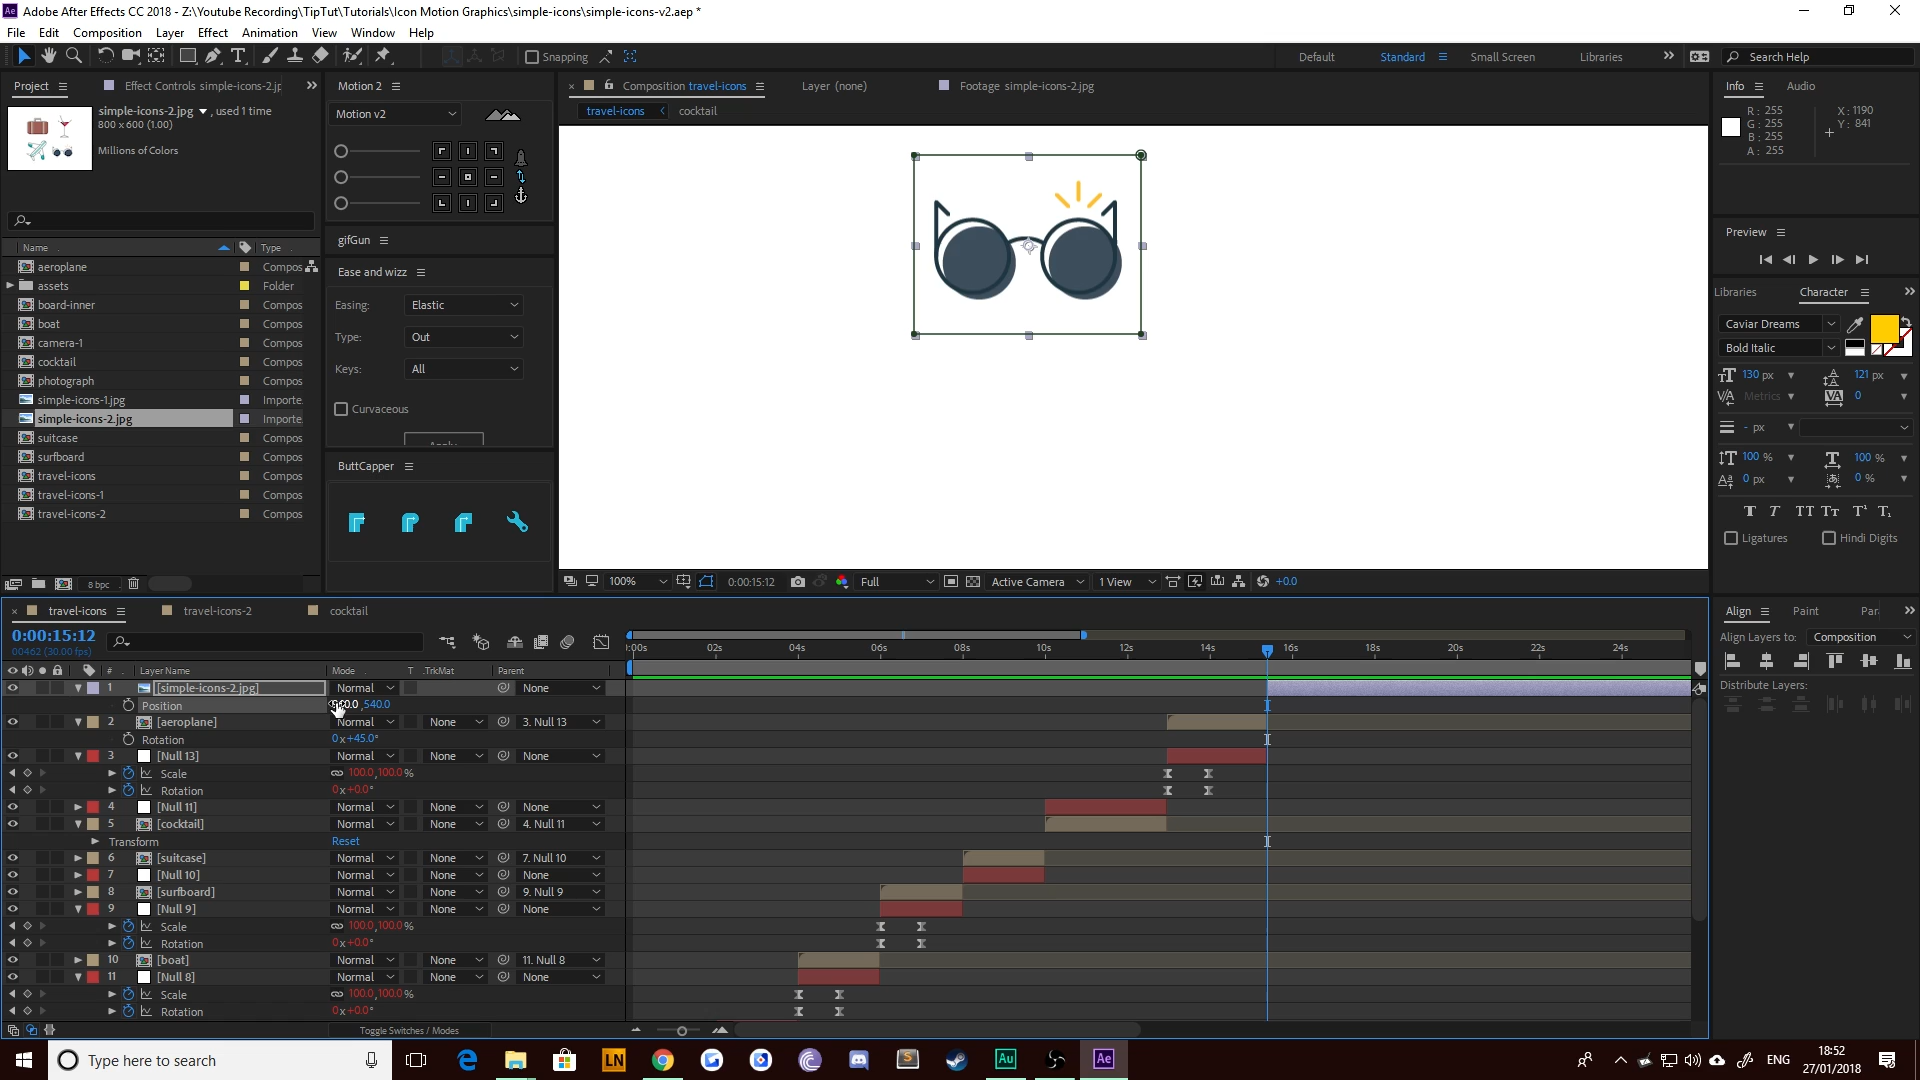 Adobe After Effects CC 2018 - Z:\Youtube Recording\TipTut\Tutorials\Icon Motion Graphics\simple-icons\simple-icons-v2.aep *
File Edit Composition Layer Effect Animation View Window Help
Snapping
Default Standard Small Screen Libraries Search Help
Project Effect Controls simple-icons-2.jp
simple-icons-2.jpg , used 1 time
800 x 600 (1.00)
Millions of Colors
Name Type
aeroplane Compos
assets Folder
board-inner Compos
boat Compos
camera-1 Compos
cocktail Compos
photograph Compos
simple-icons-1.jpg Importe
simple-icons-2.jpg Importe
suitcase Compos
surfboard Compos
travel-icons Compos
travel-icons-1 Compos
travel-icons-2 Compos
8 bpc
Motion 2
Motion v2
gifGun
Ease and wizz
Easing: Elastic
Type: Out
Keys: All
Curvaceous
ButtCapper
Composition travel-icons Layer (none) Footage simple-icons-2.jpg
travel-icons cocktail
100% 0:00:15:12 Full Active Camera 1 View +0.0
Info Audio
R: 255 X: 1190
G: 255 Y: 841
B: 255
A: 255
Preview
Libraries Character
Caviar Dreams
Bold Italic
130 px 121 px
Metrics 0
- px
100 % 100 %
0 px 0 %
Ligatures Hindi Digits
travel-icons travel-icons-2 cocktail
0:00:15:12
00462 (30.00 fps)
02s 04s 06s 08s 10s 12s 14s 16s 18s 20s 22s 24s
# Layer Name Mode T .TrkMat Parent
1 [simple-icons-2.jpg] Normal None
Position 540.0
2 [aeroplane] Normal None 3. Null 13
Rotation 0x+45.0°
3 [Null 13] Normal None None
Scale 100.0,100.0%
Rotation 0x+0.0°
4 [Null 11] Normal None None
5 [cocktail] Normal None 4. Null 11
Transform Reset
6 [suitcase] Normal None 7. Null 10
7 [Null 10] Normal None None
8 [surfboard] Normal None 9. Null 9
9 [Null 9] Normal None None
Scale 100.0,100.0%
Rotation 0x+0.0°
10 [boat] Normal None 11. Null 8
11 [Null 8] Normal None None
Scale 100.0,100.0%
Rotation 0x+0.0°
Toggle Switches / Modes
Align Paint
Align Layers to: Composition
Distribute Layers:
Type here to search
ENG
18:52
27/01/2018